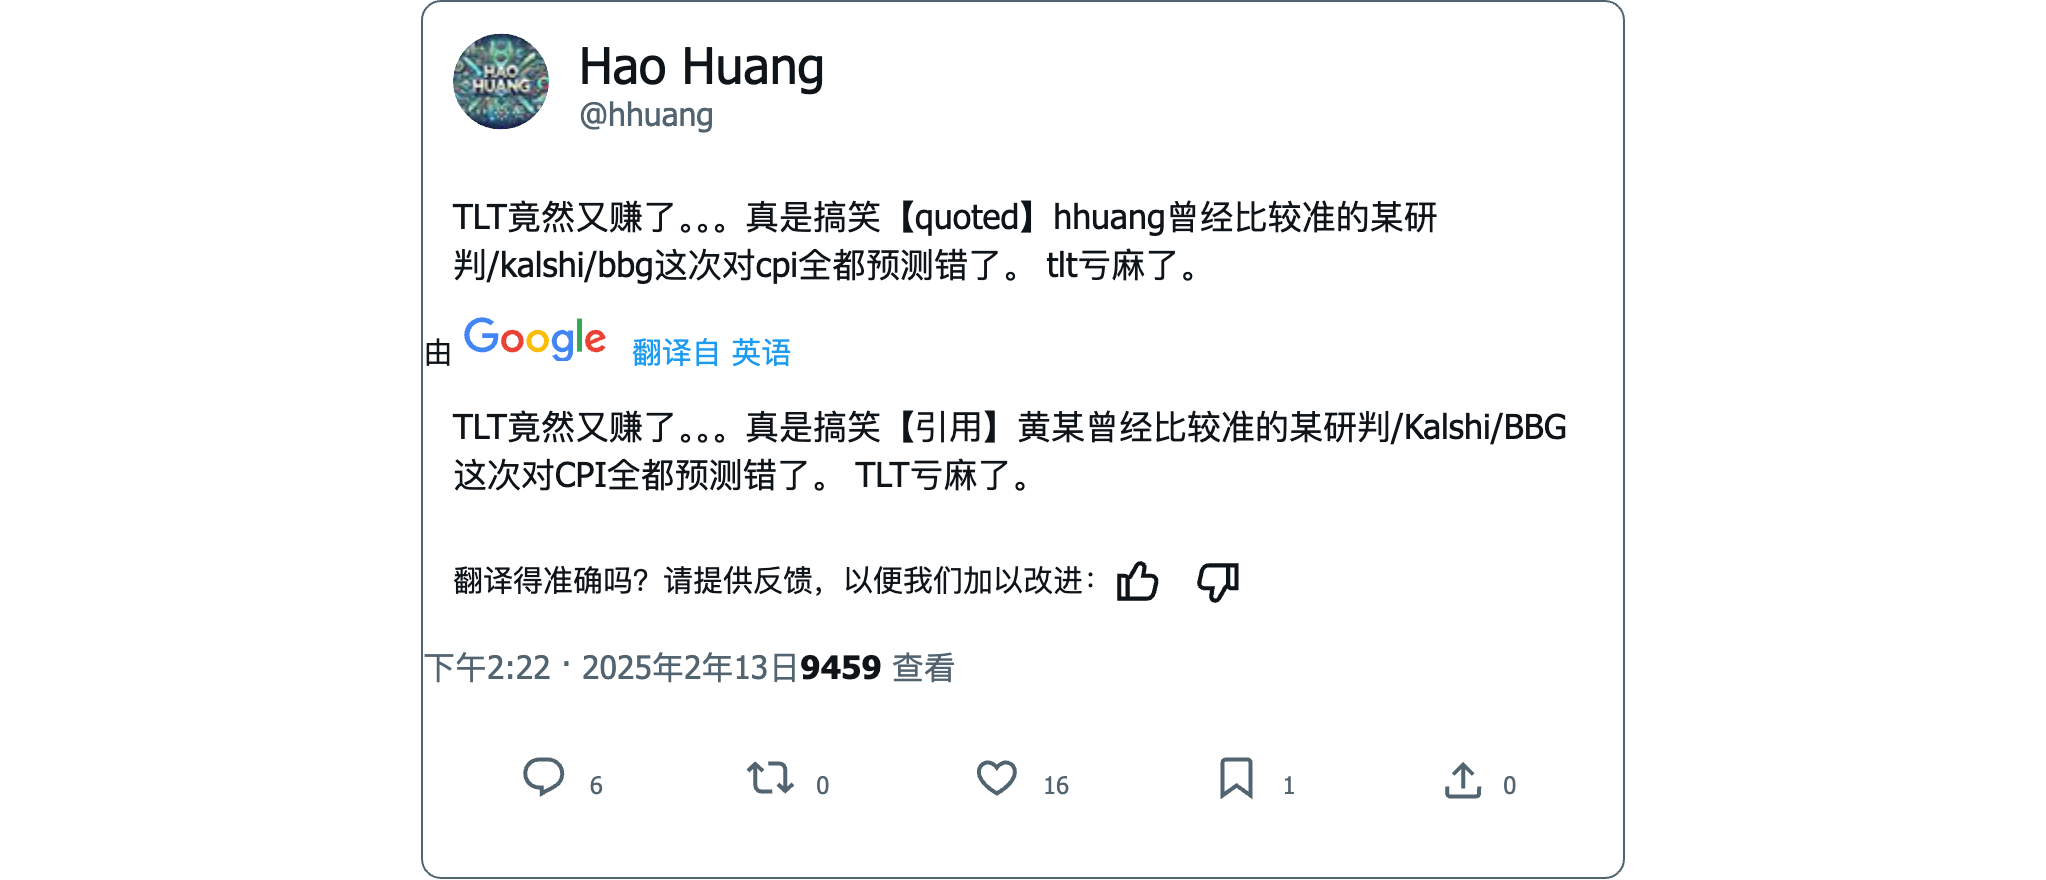 HAO
HUANG
Hao Huang
@hhuang
TLT竟然又赚了。。。真是搞笑【quoted】hhuang曾经比较准的某研
判/kalshi/bbg这次对cpi全都预测错了。 tlt亏麻了。
由 Google 翻译自 英语
TLT竟然又赚了。。。真是搞笑【引用】黄某曾经比较准的某研判/Kalshi/BBG
这次对CPI全都预测错了。 TLT亏麻了。
翻译得准确吗？请提供反馈，以便我们加以改进：
下午2:22 · 2025年2年13日9459 查看
6 0 16 1 0